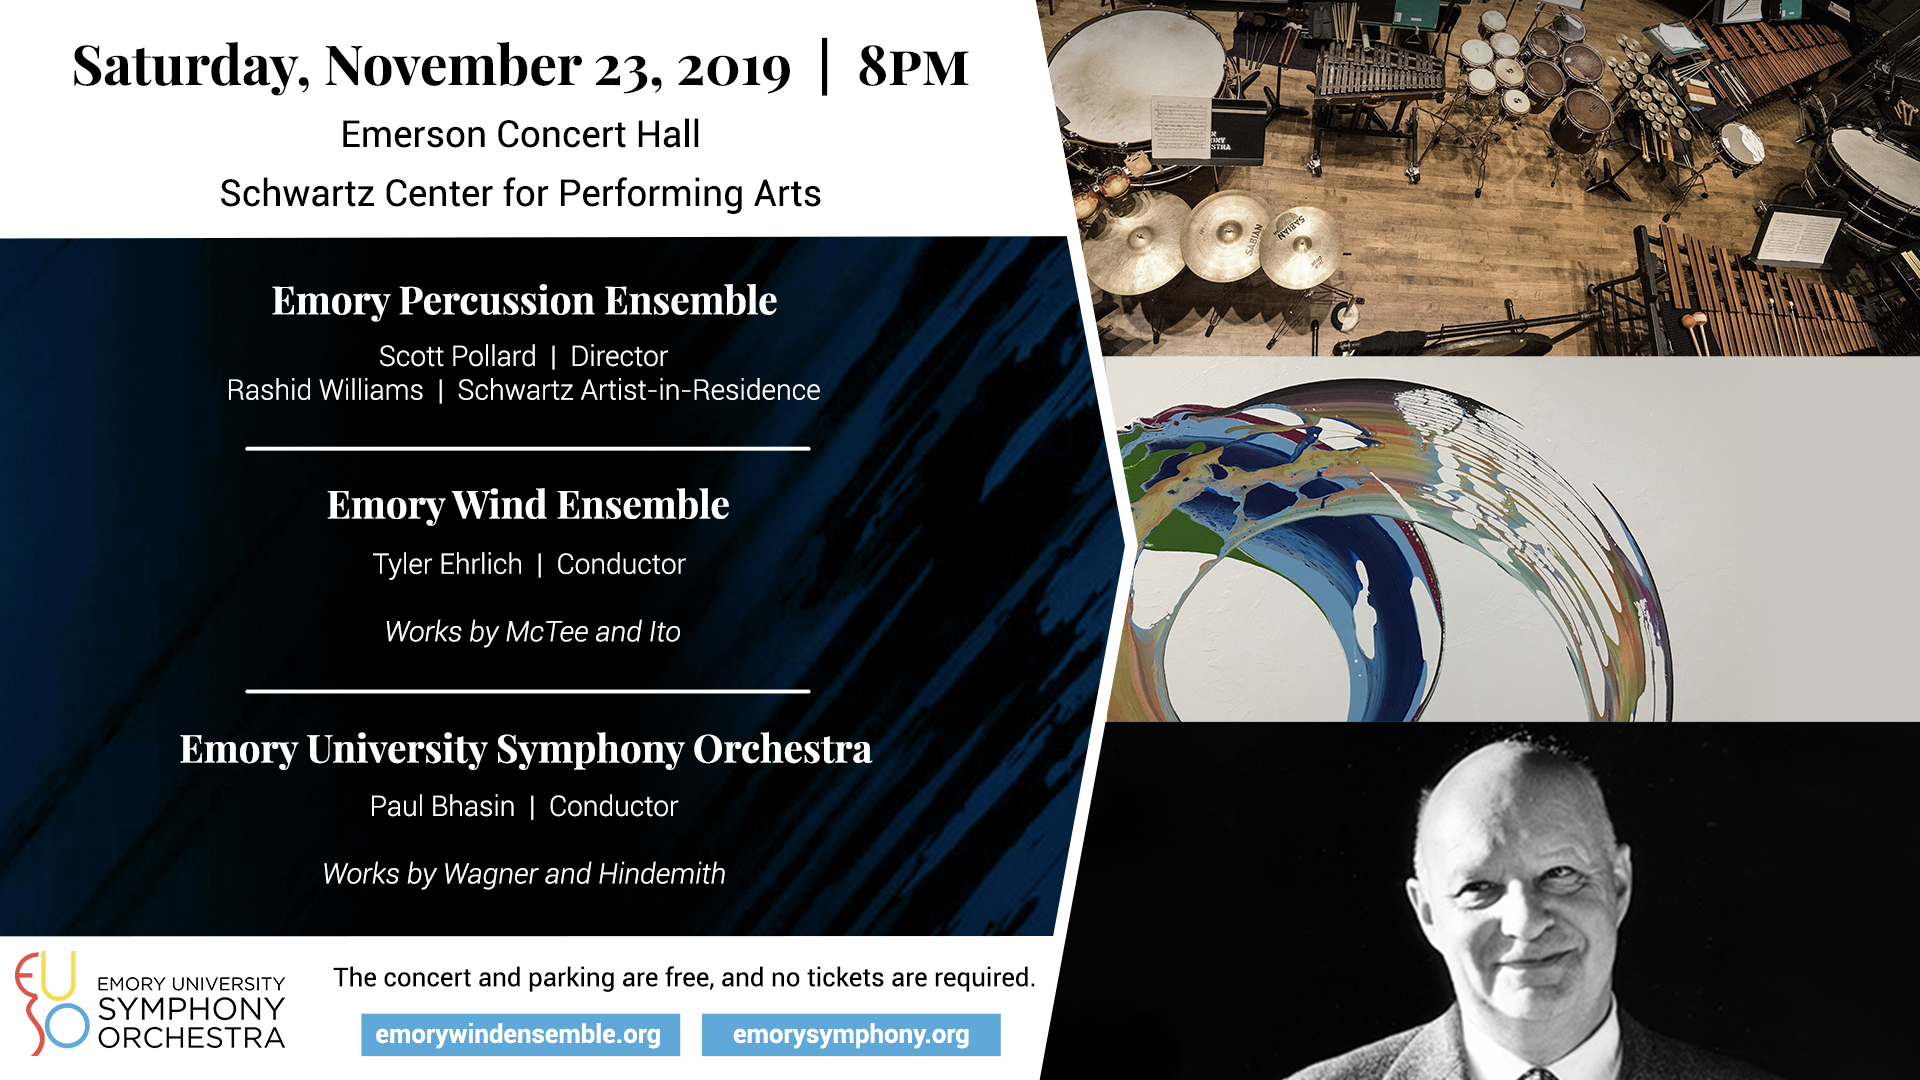 Saturday, November 23, 2019 | 8PM
Emerson Concert Hall
Schwartz Center for Performing Arts
Emory Percussion Ensemble
Scott Pollard | Director
Rashid Williams | Schwartz Artist-in-Residence
Emory Wind Ensemble
Tyler Ehrlich | Conductor
Works by McTee and Ito
Emory University Symphony Orchestra
Paul Bhasin | Conductor
Works by Wagner and Hindemith
EUSO
EMORY UNIVERSITY
SYMPHONY
ORCHESTRA
The concert and parking are free, and no tickets are required.
emorywindensemble.org
emorysymphony.org
SABIAN
SABIAN